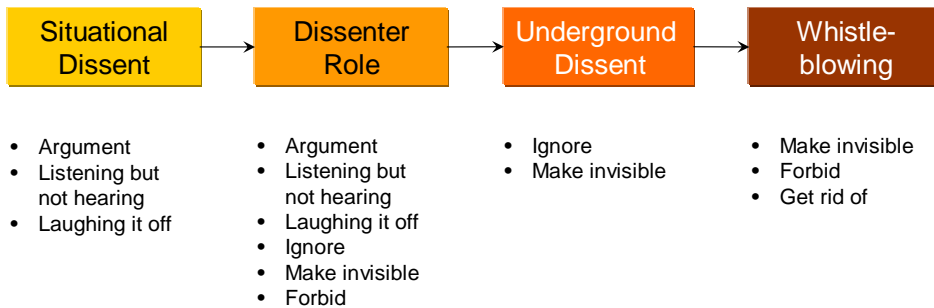 Situational
Dissent
Dissenter
Role
Underground
Dissent
Whistle-
blowing
• Argument
• Listening but
not hearing
• Laughing it off
• Argument
• Listening but
not hearing
• Laughing it off
• Ignore
• Make invisible
• Forbid
• Ignore
• Make invisible
• Make invisible
• Forbid
• Get rid of